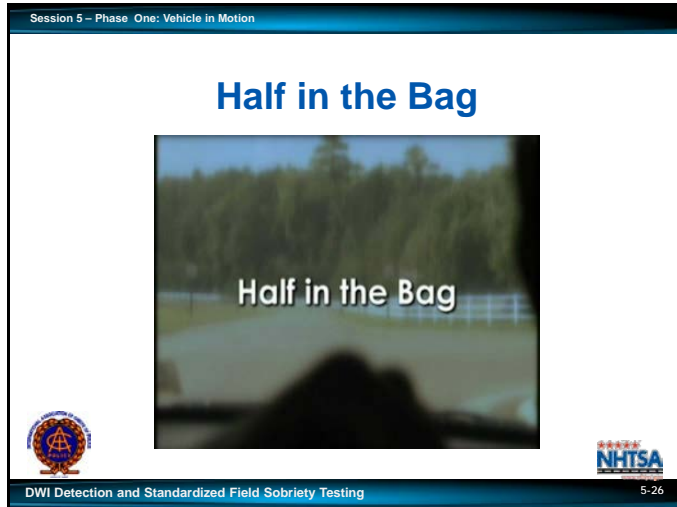 Session 5 – Phase One: Vehicle in Motion
Half in the Bag
Half in the Bag
NHTSA
DWI Detection and Standardized Field Sobriety Testing
5-26